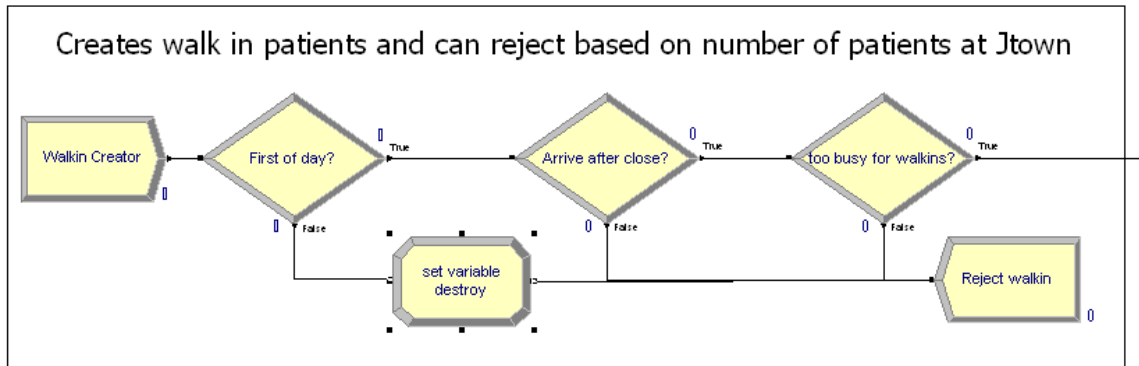 Creates walk in patients and can reject based on number of patients at Jtown
Walkin Creator
0
First of day?
0
True
0
False
Arrive after close?
0
True
0
False
too busy for walkins?
0
True
0
False
set variable
destroy
Reject walkin
0